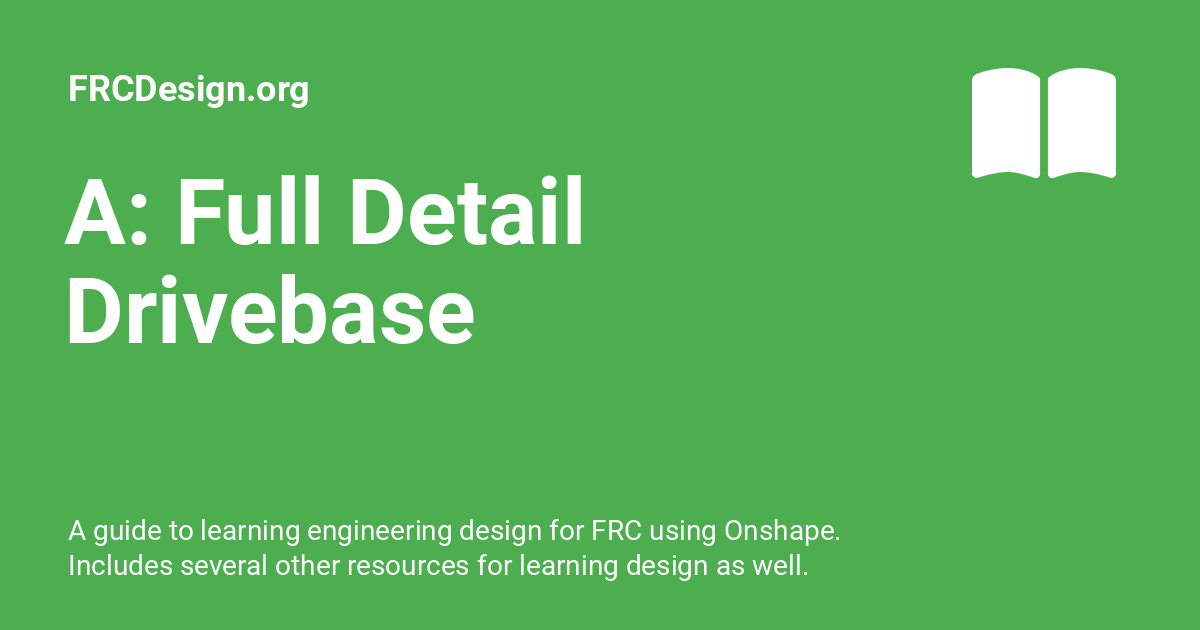 FRCDesign.org
A: Full Detail
Drivebase
A guide to learning engineering design for FRC using Onshape.
Includes several other resources for learning design as well.